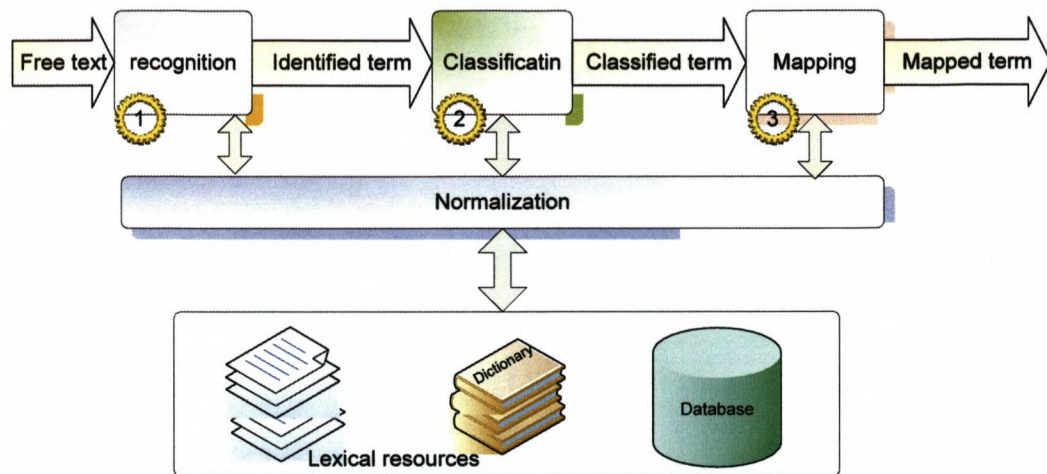 Free text
recognition
Identified term
Classificatin
Classified term
Mapping
Mapped term
1
2
3
Normalization
Dictionary
Database
Lexical resources